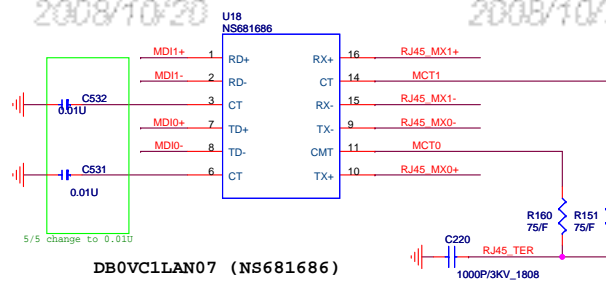 2008/10/20
2008/10/
U18
NS681686
MDI1+ 1 RD+ RX+ 16 RJ45_MX1+
MDI1- 2 RD- CT 14 MCT1
C532 3 CT RX- 15 RJ45_MX1-
0.01U
MDI0+ 7 TD+ TX- 9 RJ45_MX0-
MDI0- 8 TD- CMT 11 MCT0
C531 6 CT TX+ 10 RJ45_MX0+
0.01U
R160 R151
75/F 75/F
5/5 change to 0.01U
C220 RJ45_TER
DB0VC1LAN07 (NS681686)
1000P/3KV_1808